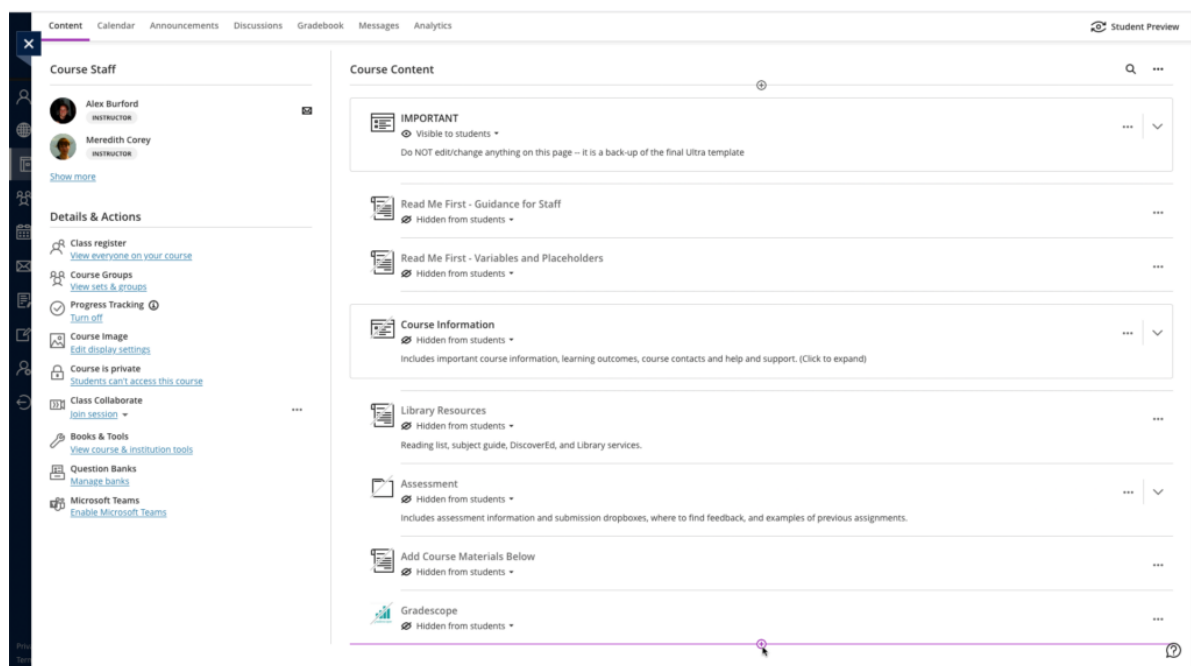 Content Calendar Announcements Discussions Gradebook Messages Analytics
Student Preview
Course Staff
Alex Burford
INSTRUCTOR
Meredith Corey
INSTRUCTOR
Show more
Details & Actions
Class register
View everyone on your course
Course Groups
View sets & groups
Progress Tracking
Turn off
Course Image
Edit display settings
Course is private
Students can't access this course
Class Collaborate
Join session
Books & Tools
View course & institution tools
Question Banks
Manage banks
Microsoft Teams
Enable Microsoft Teams
Course Content
IMPORTANT
Visible to students
Do NOT edit/change anything on this page -- it is a back-up of the final Ultra template
Read Me First - Guidance for Staff
Hidden from students
Read Me First - Variables and Placeholders
Hidden from students
Course Information
Hidden from students
Includes important course information, learning outcomes, course contacts and help and support. (Click to expand)
Library Resources
Hidden from students
Reading list, subject guide, DiscoverEd, and Library services.
Assessment
Hidden from students
Includes assessment information and submission dropboxes, where to find feedback, and examples of previous assignments.
Add Course Materials Below
Hidden from students
Gradescope
Hidden from students